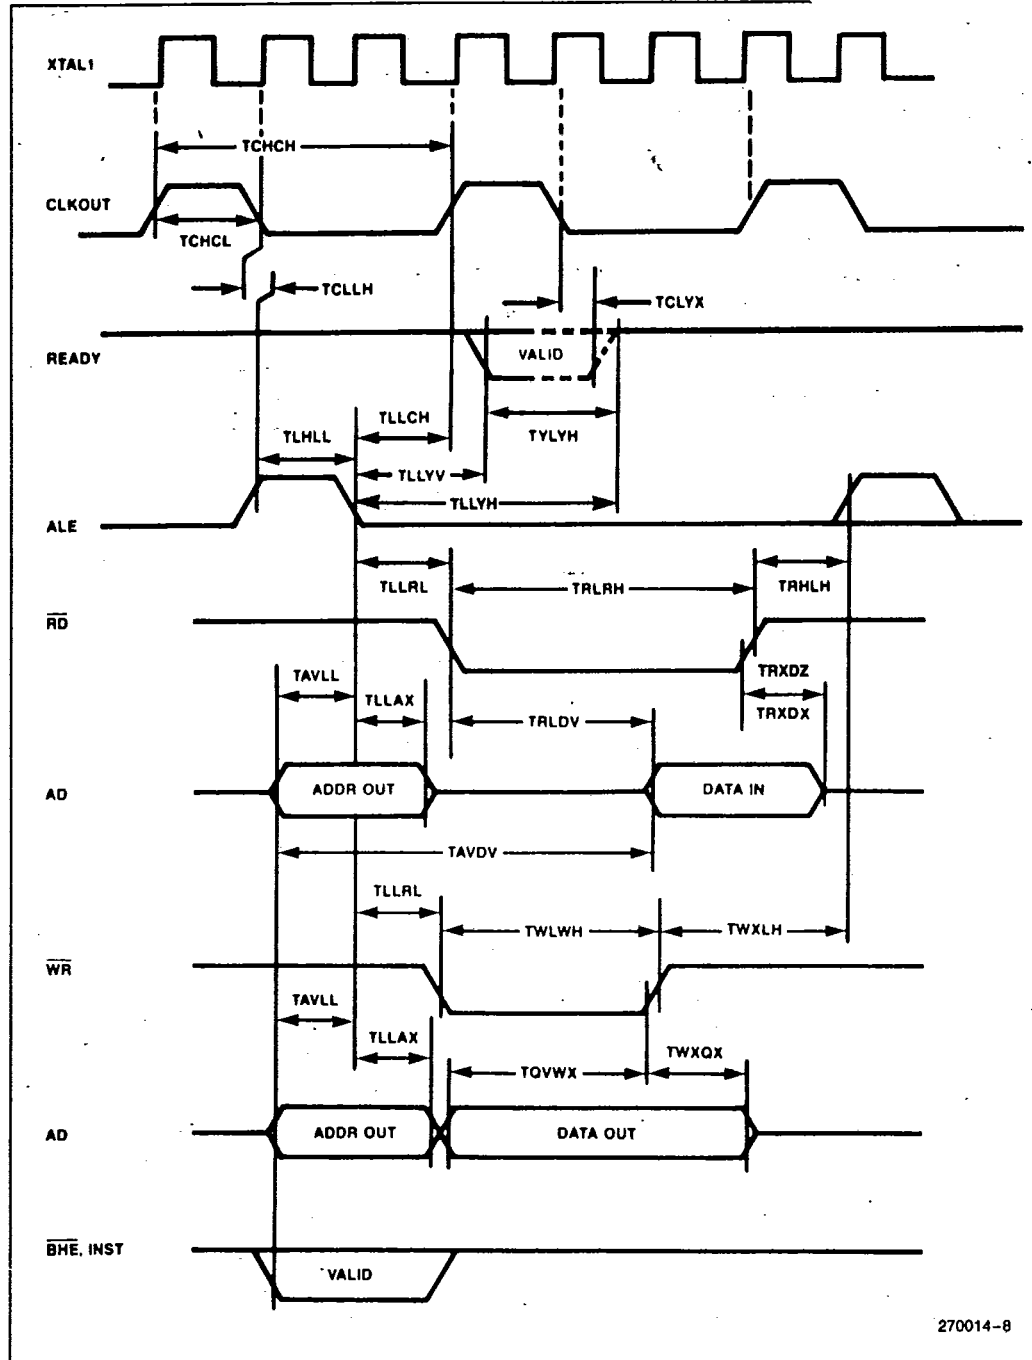 XTAL1
TCHCH
CLKOUT
TCHCL
TCLLH
TCLYX
READY
VALID
TLLCH
TYLYH
TLHLL
TLLYV
TLLYH
ALE
TLLRL
TRLRH
TRHLH
RD
TAVLL
TRXDZ
TLLAX
TRLDV
TRXDX
AD
ADDR OUT
DATA IN
TAVDV
TLLRL
TWLWH
TWXLH
WR
TAVLL
TLLAX
TQVWX
TWXQX
AD
ADDR OUT
DATA OUT
BHE, INST
VALID
270014-8